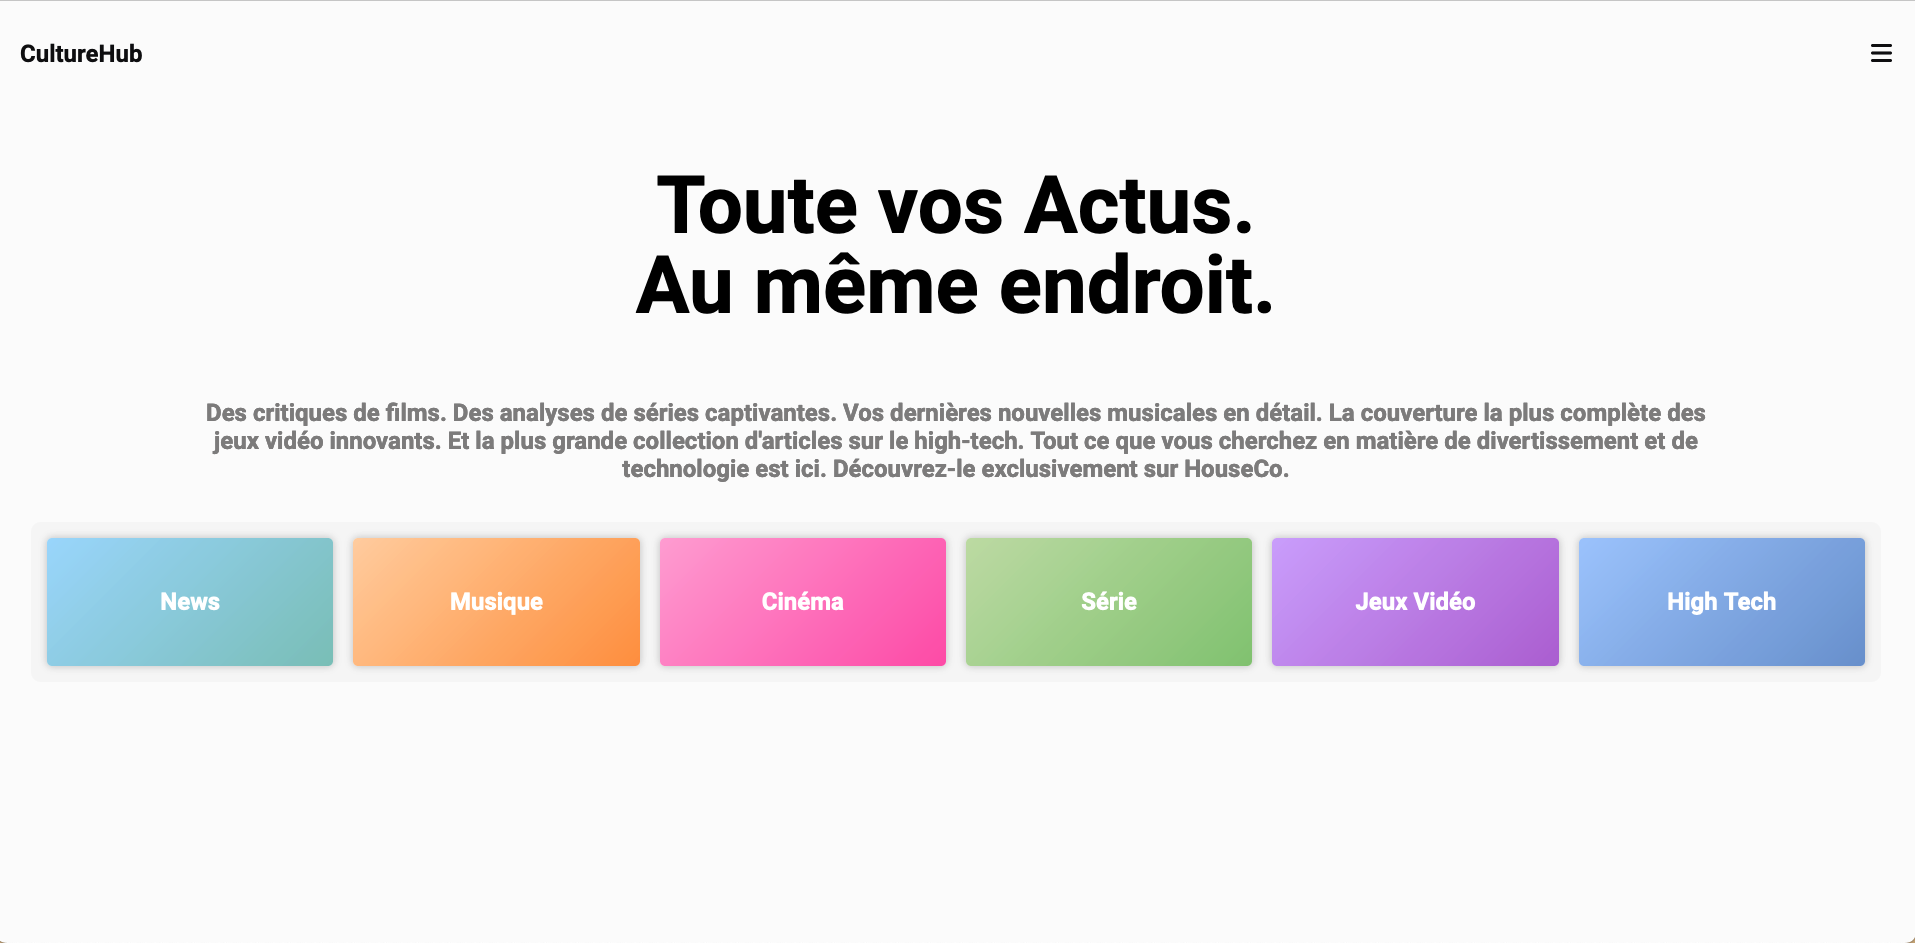 CultureHub
Toute vos Actus.
Au même endroit.
Des critiques de films. Des analyses de séries captivantes. Vos dernières nouvelles musicales en détail. La couverture la plus complète des
jeux vidéo innovants. Et la plus grande collection d'articles sur le high-tech. Tout ce que vous cherchez en matière de divertissement et de
technologie est ici. Découvrez-le exclusivement sur HouseCo.
News
Musique
Cinéma
Série
Jeux Vidéo
High Tech